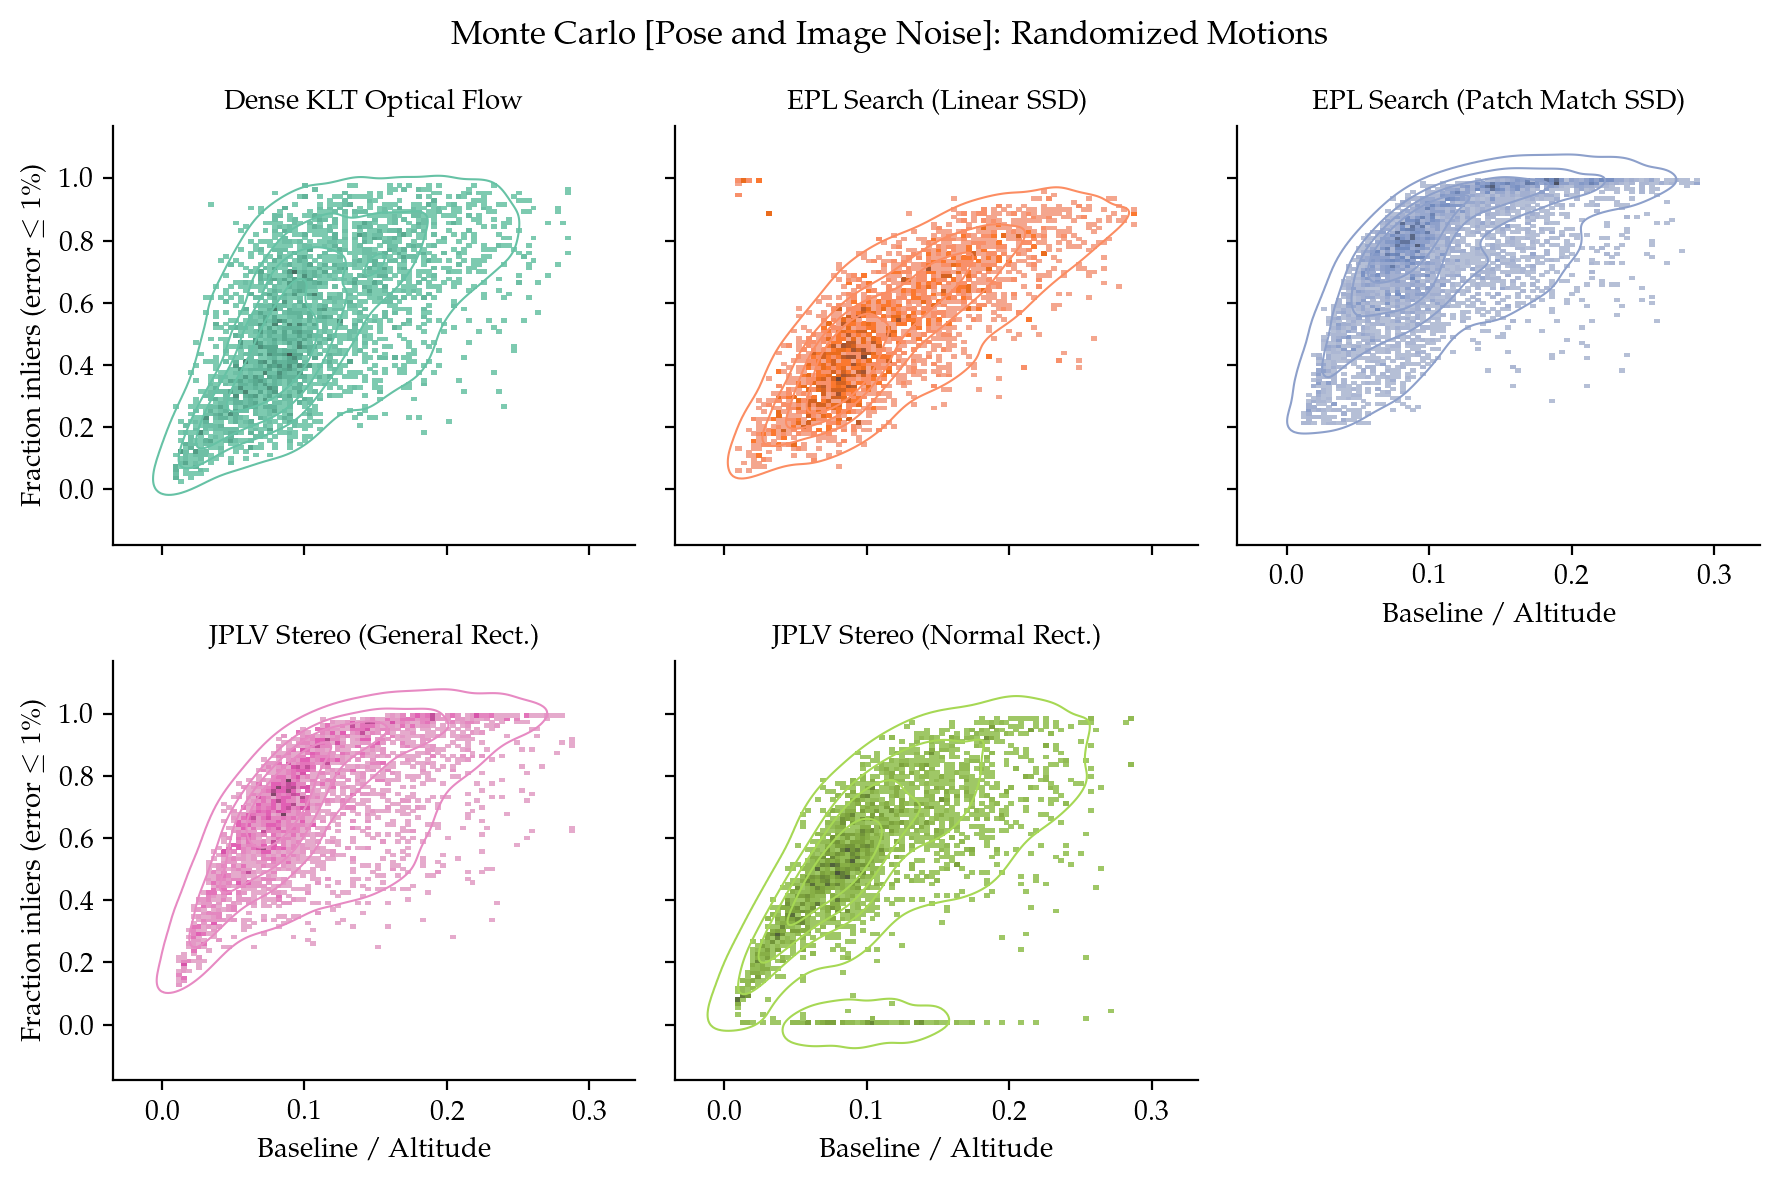 Monte Carlo [Pose and Image Noise]: Randomized Motions
Dense KLT Optical Flow
EPL Search (Linear SSD)
EPL Search (Patch Match SSD)
Fraction inliers (error ≤ 1%)
1.0
0.8
0.6
0.4
0.2
0.0
0.0 0.1 0.2 0.3
Baseline / Altitude
JPLV Stereo (General Rect.)
JPLV Stereo (Normal Rect.)
Fraction inliers (error ≤ 1%)
1.0
0.8
0.6
0.4
0.2
0.0
0.0 0.1 0.2 0.3
0.0 0.1 0.2 0.3
Baseline / Altitude
Baseline / Altitude